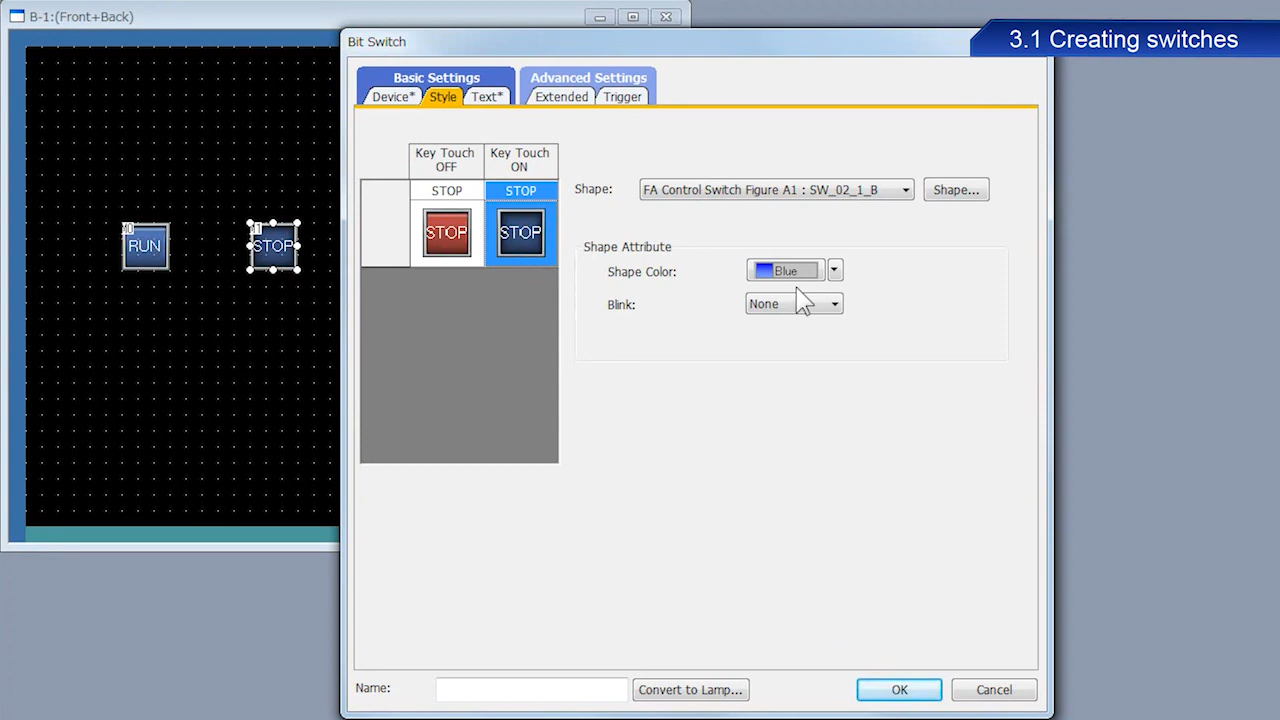 B-1:(Front+Back)
3.1 Creating switches
Bit Switch
Basic Settings
Advanced Settings
Device*
Style
Text*
Extended
Trigger
Key Touch OFF
Key Touch ON
STOP
STOP
STOP
STOP
Shape:
FA Control Switch Figure A1 : SW_02_1_B
Shape...
Shape Attribute
Shape Color:
Blue
Blink:
None
RUN
STOP
Name:
Convert to Lamp...
OK
Cancel